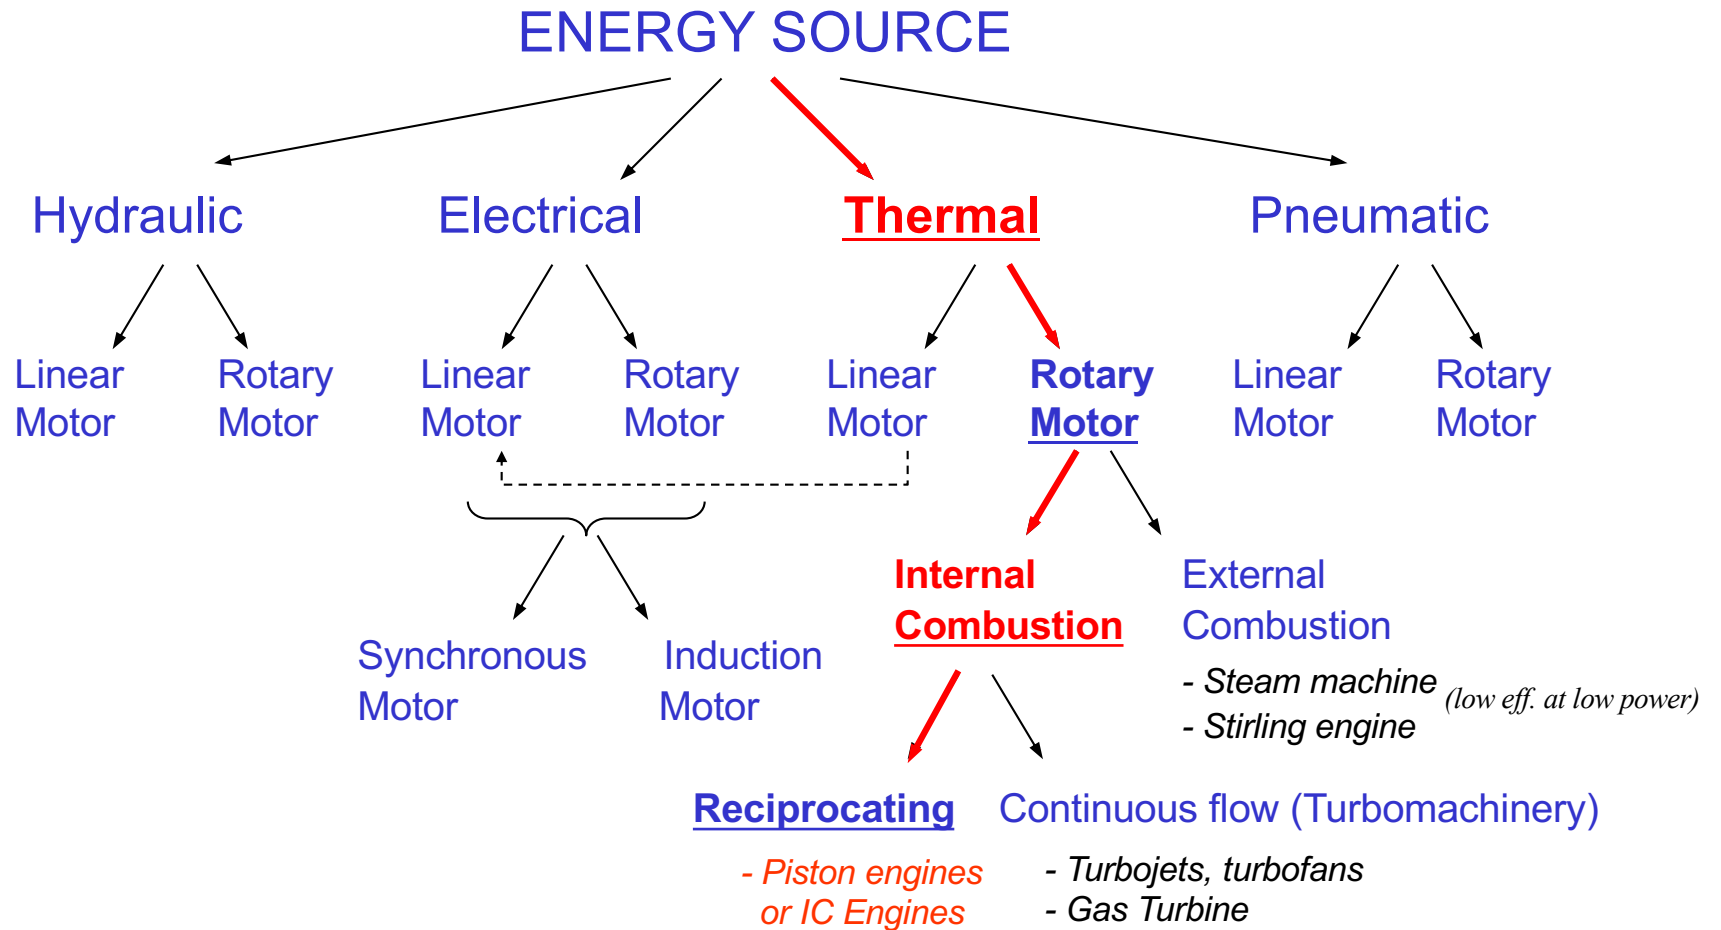 ENERGY SOURCE
Hydraulic
Electrical
Thermal
Pneumatic
Linear
Motor
Rotary
Motor
Linear
Motor
Rotary
Motor
Linear
Motor
Rotary
Motor
Linear
Motor
Rotary
Motor
Synchronous
Motor
Induction
Motor
Internal
Combustion
External
Combustion
- Steam machine
- Stirling engine
(low eff. at low power)
Reciprocating
- Piston engines
or IC Engines
Continuous flow (Turbomachinery)
- Turbojets, turbofans
- Gas Turbine